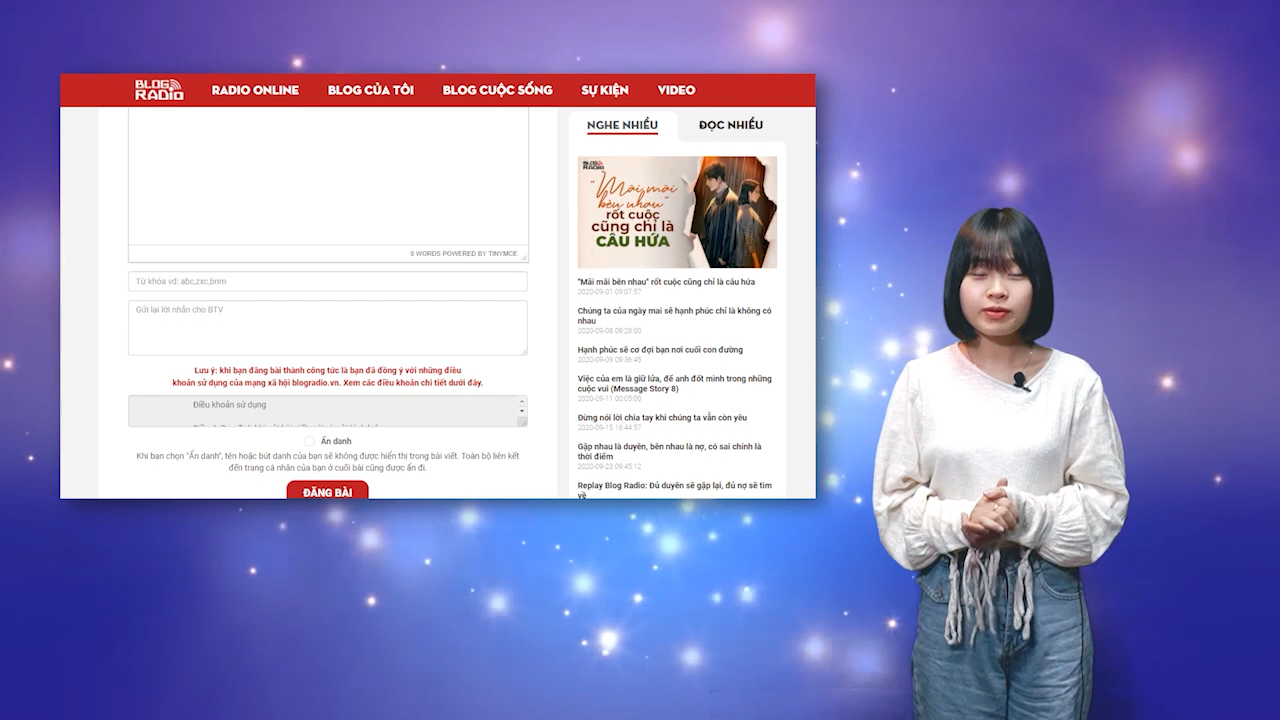 BLOG
RADIO
RADIO ONLINE
BLOG CỦA TÔI
BLOG CUỘC SỐNG
SỰ KIỆN
VIDEO
0 WORDS POWERED BY TINYMCE
Từ khóa vd: abc,zxc,bnm
Gửi lại lời nhắn cho BTV
Lưu ý: khi bạn đăng bài thành công tức là bạn đã đồng ý với những điều
khoản sử dụng của mạng xã hội blogradio.vn. Xem các điều khoản chi tiết dưới đây.
Điều khoản sử dụng
Ẩn danh
Khi bạn chọn "Ẩn danh", tên hoặc bút danh của bạn sẽ không được hiển thị trong bài viết. Toàn bộ liên kết
đến trang cá nhân của bạn ở cuối bài cũng được ẩn đi.
ĐĂNG BÀI
NGHE NHIỀU
ĐỌC NHIỀU
BLOG
RADIO
"Mãi mãi
bên nhau"
rốt cuộc
cũng chỉ là
CÂU HỨA
"Mãi mãi bên nhau" rốt cuộc cũng chỉ là câu hứa
2020-09-01 09:07:57
Chúng ta của ngày mai sẽ hạnh phúc chỉ là không có
nhau
2020-09-08 09:28:00
Hạnh phúc sẽ cơ đợi bạn nơi cuối con đường
2020-09-09 09:36:45
Việc của em là giữ lửa, để anh đốt mình trong những
cuộc vui (Message Story 8)
2020-09-11 00:05:00
Đừng nói lời chia tay khi chúng ta vẫn còn yêu
2020-09-15 16:44:57
Gặp nhau là duyên, bên nhau là nợ, có sai chính là
thời điểm
2020-09-23 09:45:12
Replay Blog Radio: Đủ duyên sẽ gặp lại, đủ nợ sẽ tìm
về